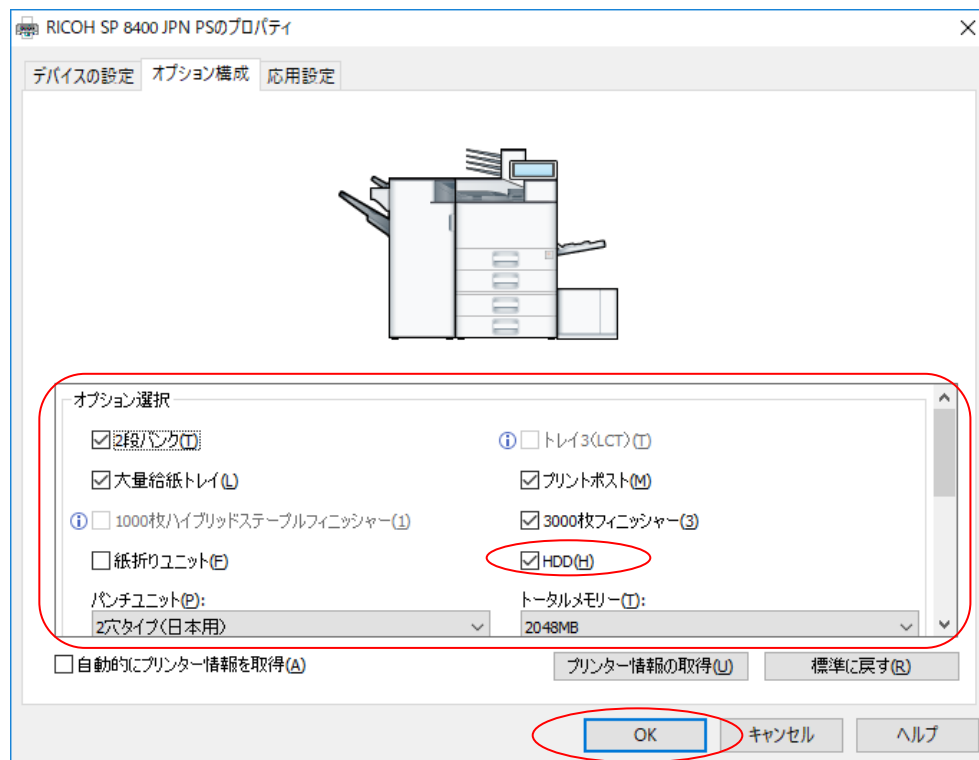 RICOH SP 8400 JPN PSのプロパティ
デバイスの設定 オプション構成 応用設定
オプション選択
2段バンク(T) トレイ3(LCT)(T)
大量給紙トレイ(L) プリントポスト(M)
1000枚ハイブリッドステープルフィニッシャー(1) 3000枚フィニッシャー(3)
紙折りユニット(F) HDD(H)
パンチユニット(P): トータルメモリー(T):
2穴タイプ(日本用) 2048MB
自動的にプリンター情報を取得(A) プリンター情報の取得(U) 標準に戻す(R)
OK キャンセル ヘルプ